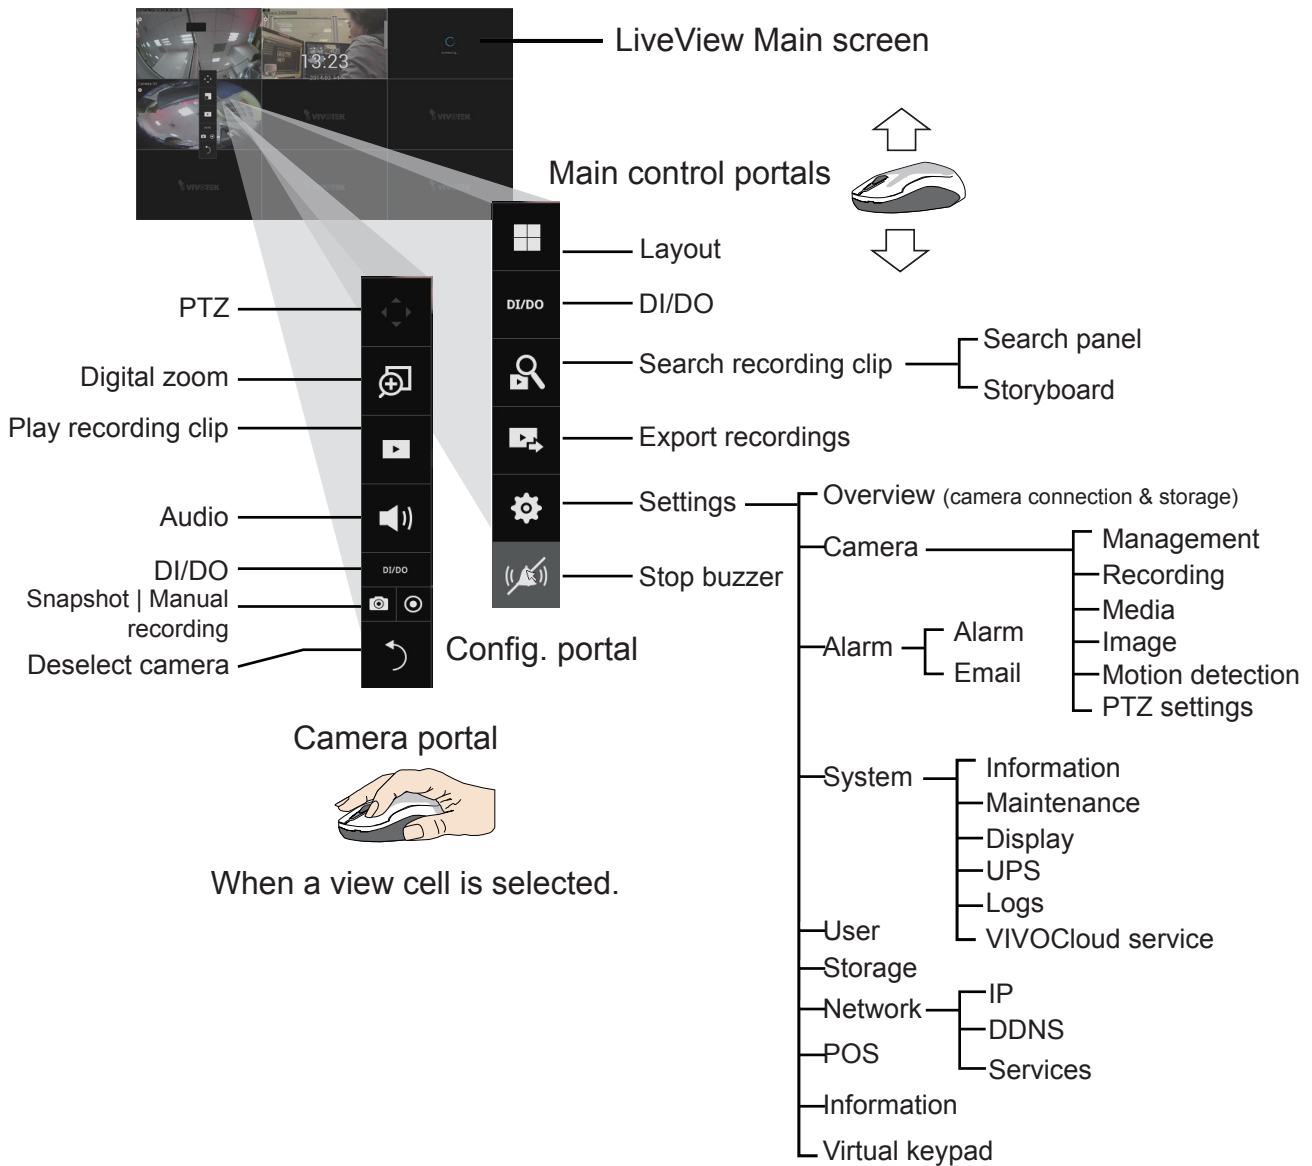 LiveView Main screen
13:23
VIVOTEK
VIVOTEK
VIVOTEK
Main control portals
Layout
DI/DO
DI/DO
Search recording clip
Search panel
Storyboard
Export recordings
Settings
Stop buzzer
Config. portal
PTZ
Digital zoom
Play recording clip
Audio
DI/DO
DI/DO
Snapshot | Manual
recording
Deselect camera
Camera portal
When a view cell is selected.
Overview (camera connection & storage)
Camera
Management
Recording
Media
Image
Motion detection
PTZ settings
Alarm
Alarm
Email
System
Information
Maintenance
Display
UPS
Logs
VIVOCloud service
User
Storage
Network
IP
DDNS
Services
POS
Information
Virtual keypad